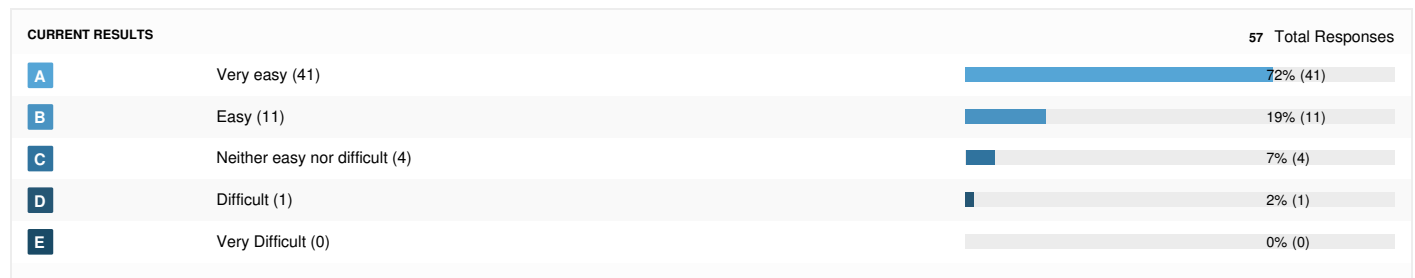 CURRENT RESULTS 57 Total Responses
A Very easy (41) 72% (41)
B Easy (11) 19% (11)
C Neither easy nor difficult (4) 7% (4)
D Difficult (1) 2% (1)
E Very Difficult (0) 0% (0)